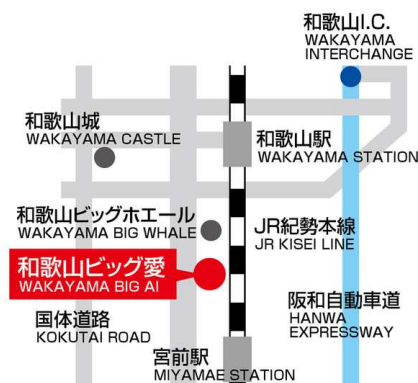 和歌山I.C.
WAKAYAMA
INTERCHANGE
和歌山城
WAKAYAMA CASTLE
和歌山駅
WAKAYAMA STATION
和歌山ビッグホエール
WAKAYAMA BIG WHALE
JR紀勢本線
JR KISEI LINE
和歌山ビッグ愛
WAKAYAMA BIG AI
国体道路
KOKUTAI ROAD
阪和自動車道
HANWA
EXPRESSWAY
宮前駅
MIYAMAE STATION